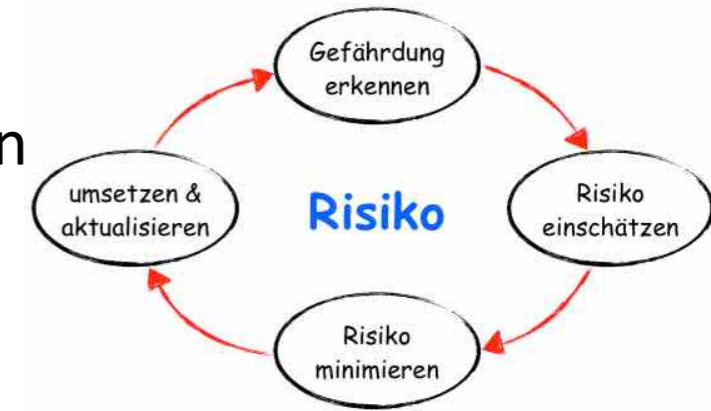 Gefährdung
erkennen
n
umsetzen &
aktualisieren
Risiko
Risiko
einschätzen
Risiko
minimieren